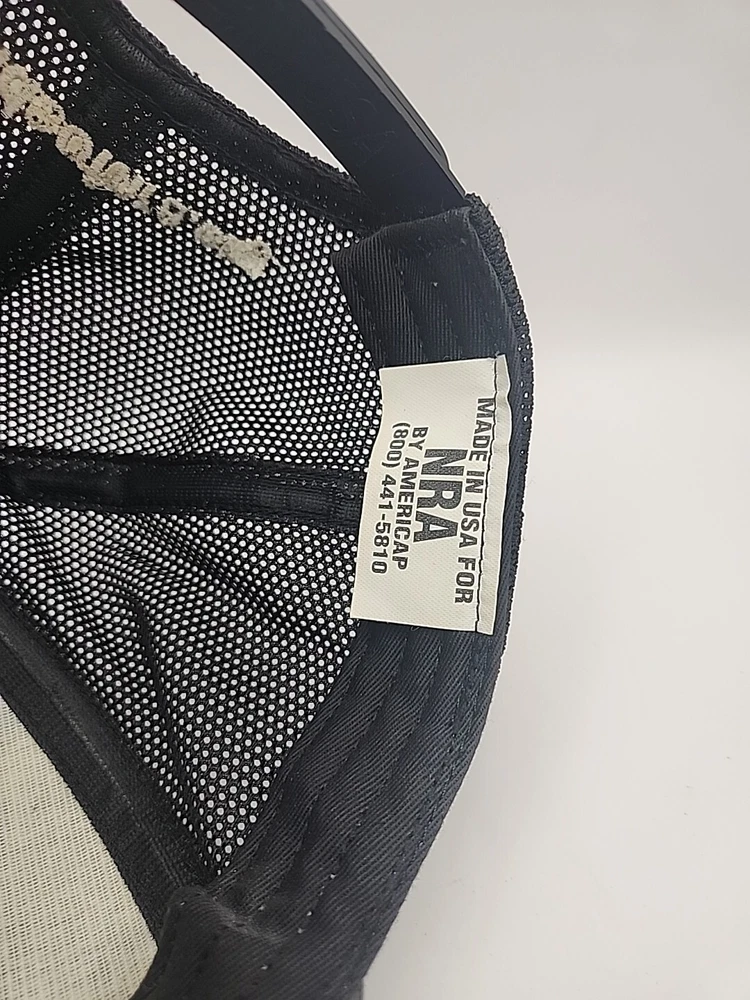 MADE IN USA FOR
NRA
BY AMERICAP
(800) 441-5810